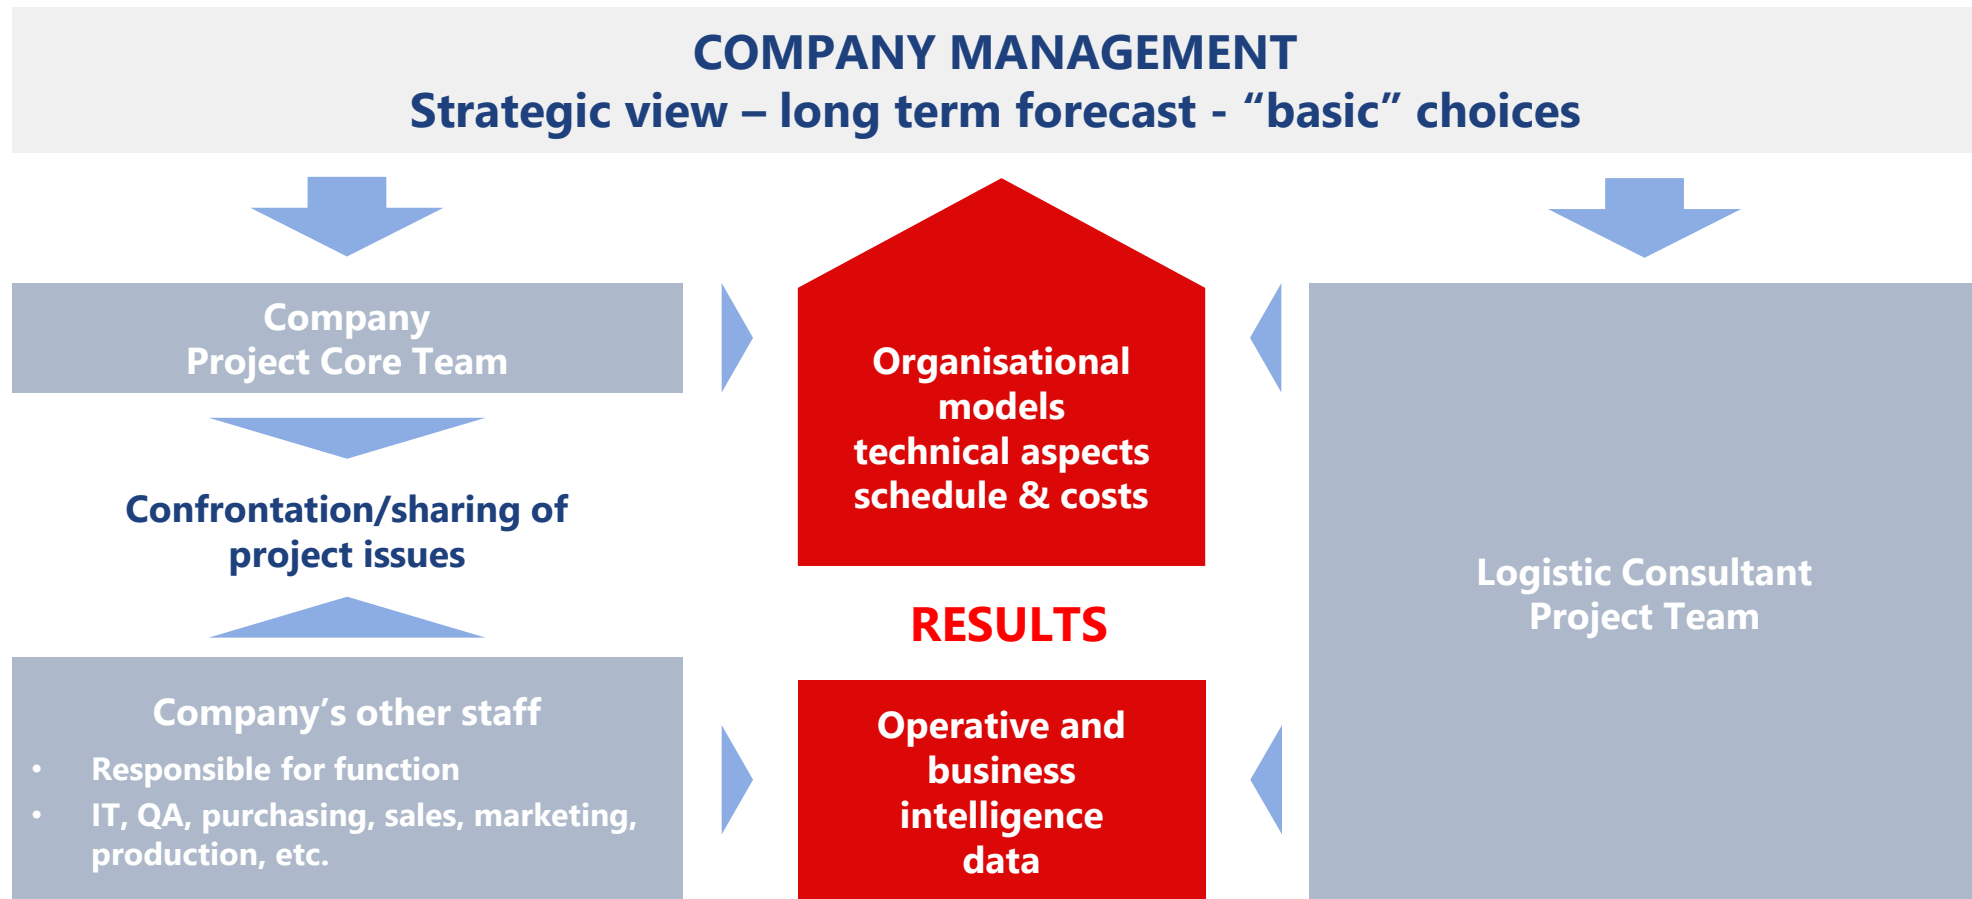 COMPANY MANAGEMENT
Strategic view – long term forecast - “basic” choices
Company
Project Core Team
Confrontation/sharing of
project issues
Company’s other staff
• Responsible for function
• IT, QA, purchasing, sales, marketing,
production, etc.
Organisational
models
technical aspects
schedule & costs
RESULTS
Operative and
business
intelligence
data
Logistic Consultant
Project Team